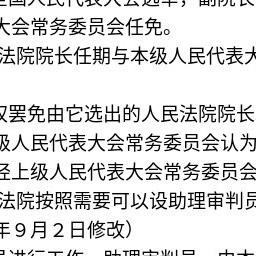 全国人民代表大会选举，副院长
大会常务委员会任免。
法院院长任期与本级人民代表大
权罢免由它选出的人民法院院长
级人民代表大会常务委员会认为
经上级人民代表大会常务委员会
法院按照需要可以设助理审判员
年９月２日修改）